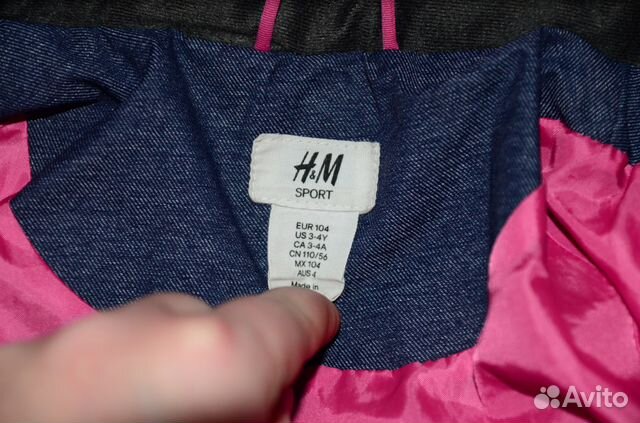 H&M
SPORT
EUR 104
US 3-4Y
CA 3-4A
CN 110/56
MX 104
AUS 4
Made in
Avito